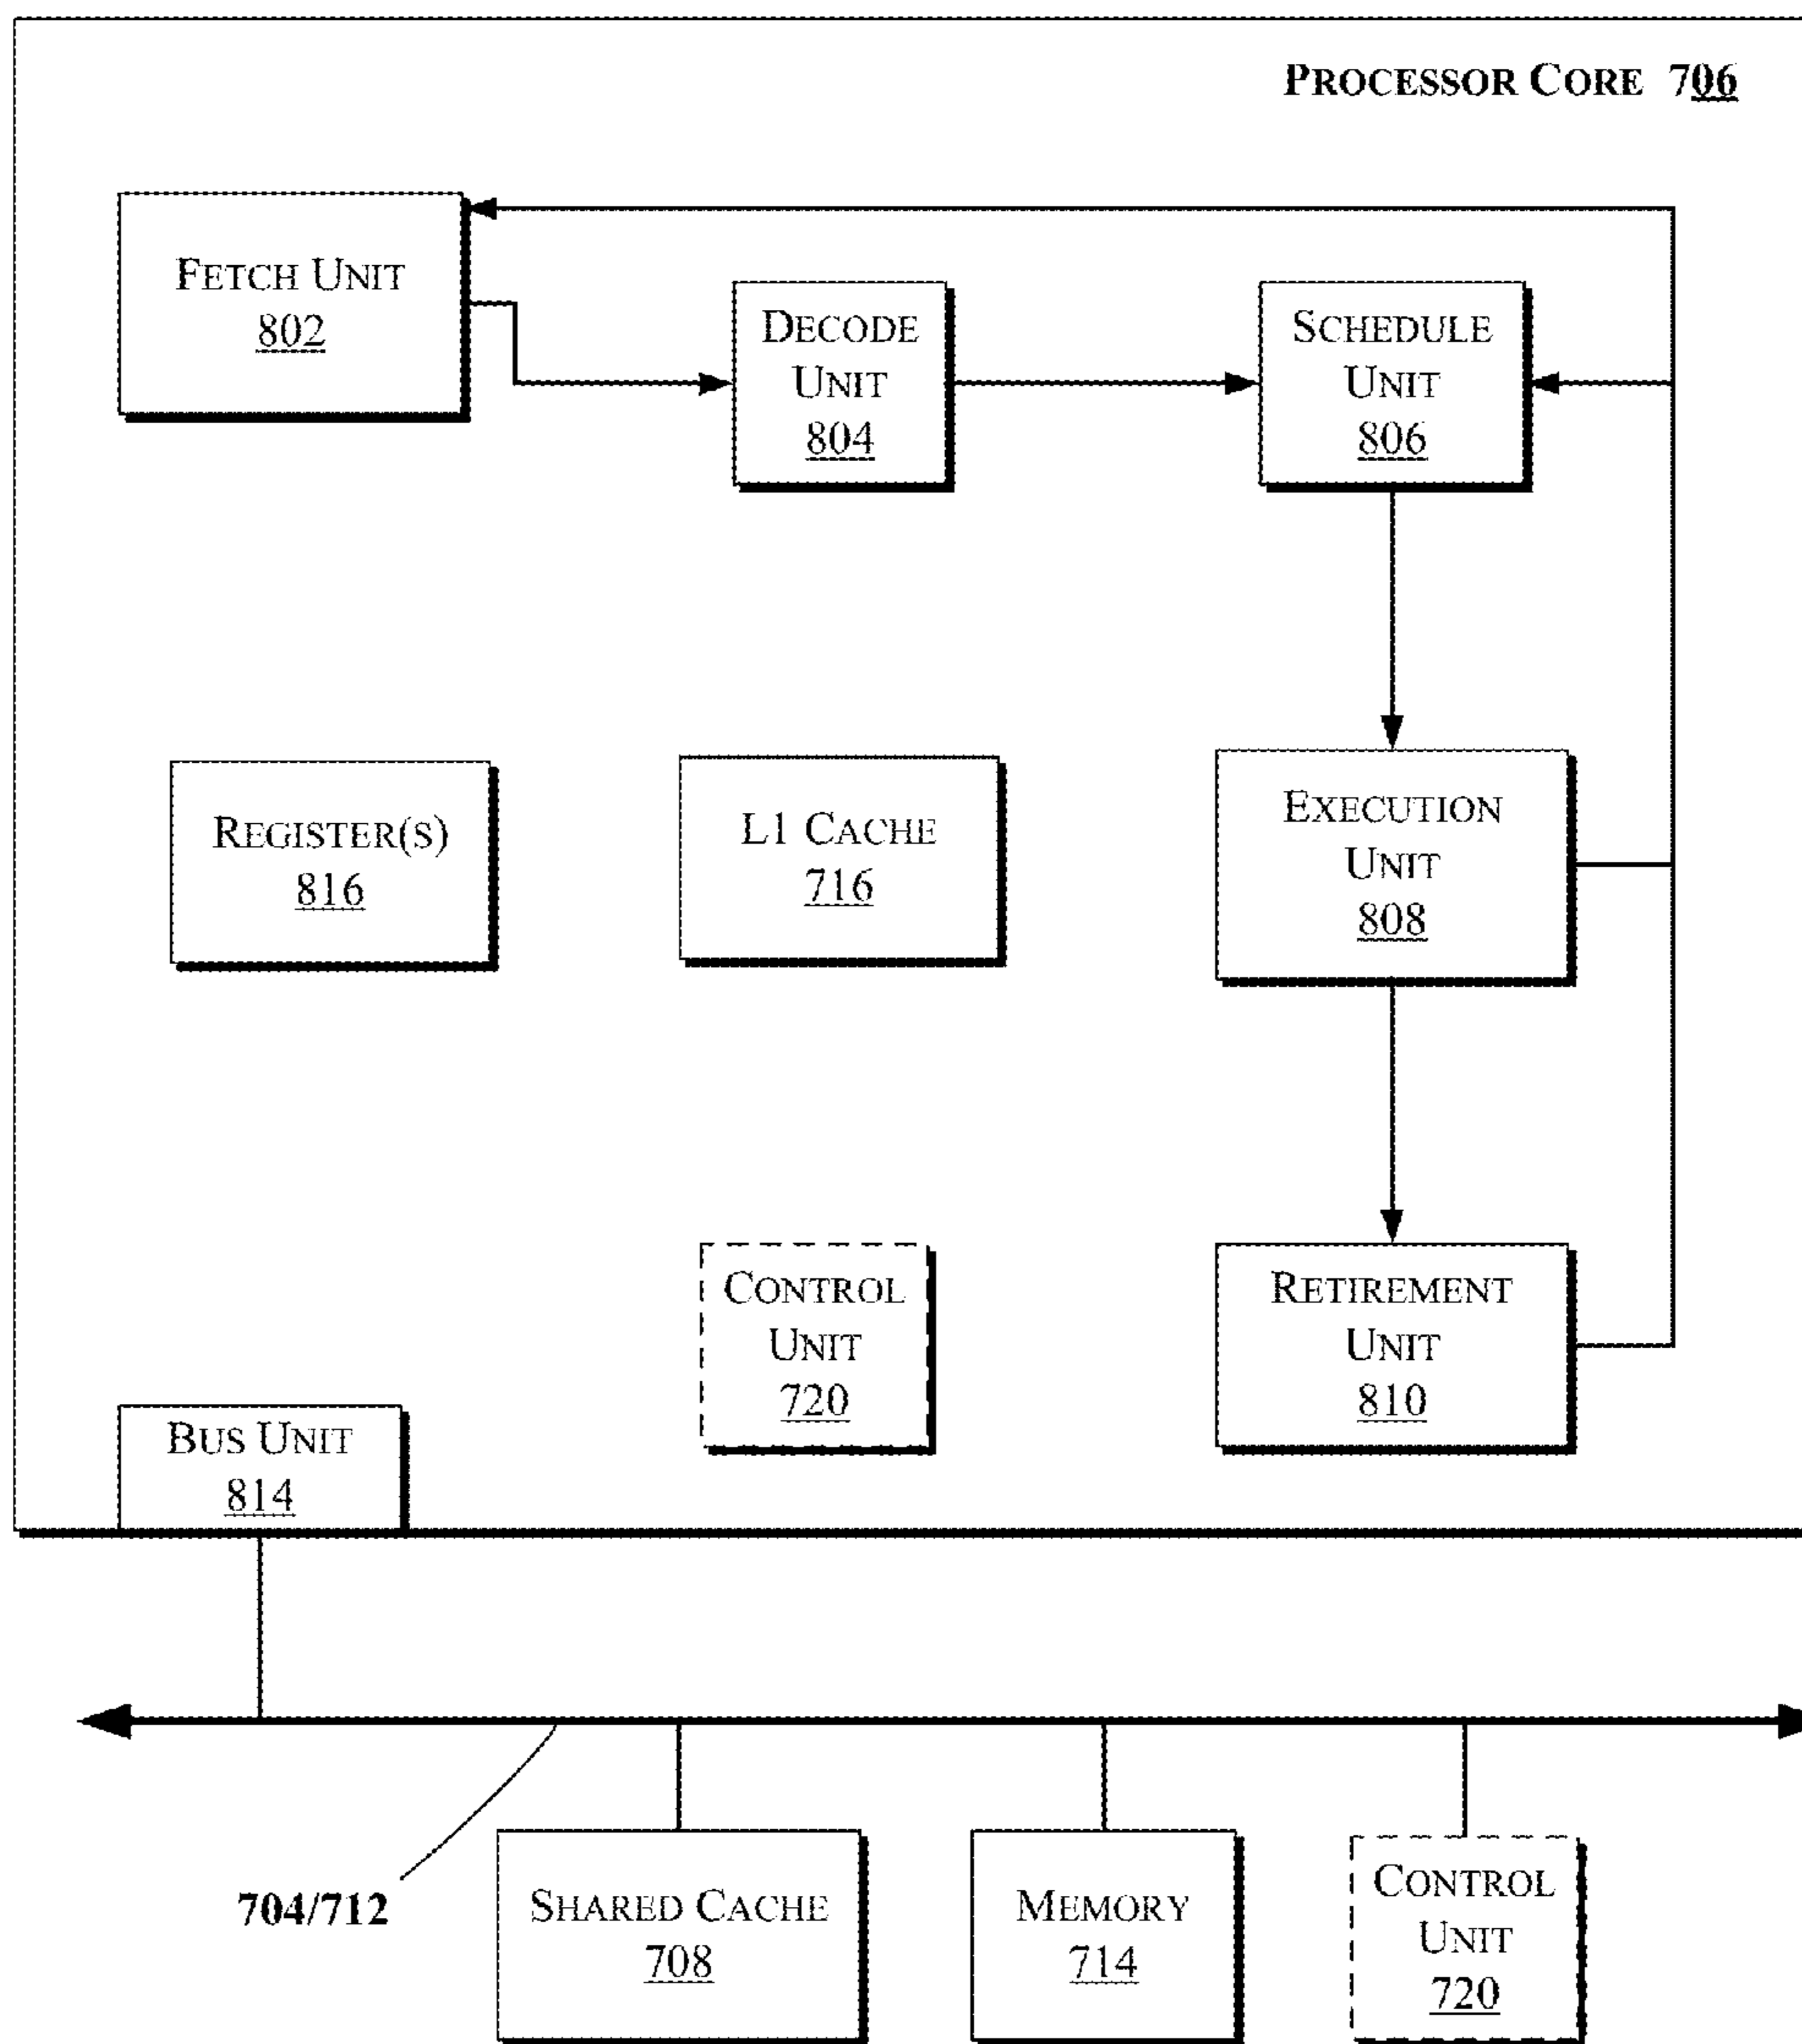 PROCESSOR CORE 706
FETCH UNIT
802
DECODE
UNIT
804
SCHEDULE
UNIT
806
REGISTER(S)
816
L1 CACHE
716
EXECUTION
UNIT
808
CONTROL
UNIT
720
RETIREMENT
UNIT
810
BUS UNIT
814
704/712
SHARED CACHE
708
MEMORY
714
CONTROL
UNIT
720